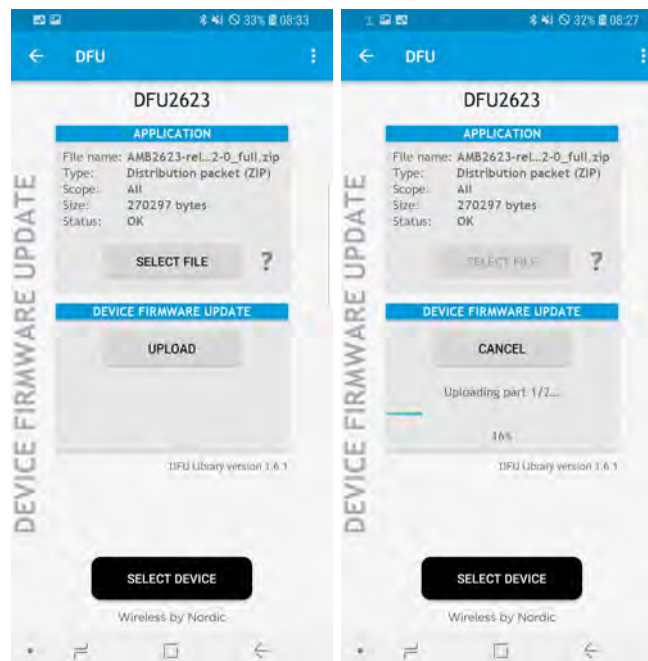 33% 08:33
DFU
DFU2623
APPLICATION
File name: AMB2623-rel...2-0_full.zip
Type: Distribution packet (ZIP)
Scope: All
Size: 270297 bytes
Status: OK
SELECT FILE ?
DEVICE FIRMWARE UPDATE
UPLOAD
DFU Library version 1.6.1
DEVICE FIRMWARE UPDATE
SELECT DEVICE
Wireless by Nordic
32% 08:27
DFU
DFU2623
APPLICATION
File name: AMB2623-rel...2-0_full.zip
Type: Distribution packet (ZIP)
Scope: All
Size: 270297 bytes
Status: OK
SELECT FILE ?
DEVICE FIRMWARE UPDATE
CANCEL
Uploading part 1/2...
16%
DFU Library version 1.6.1
DEVICE FIRMWARE UPDATE
SELECT DEVICE
Wireless by Nordic